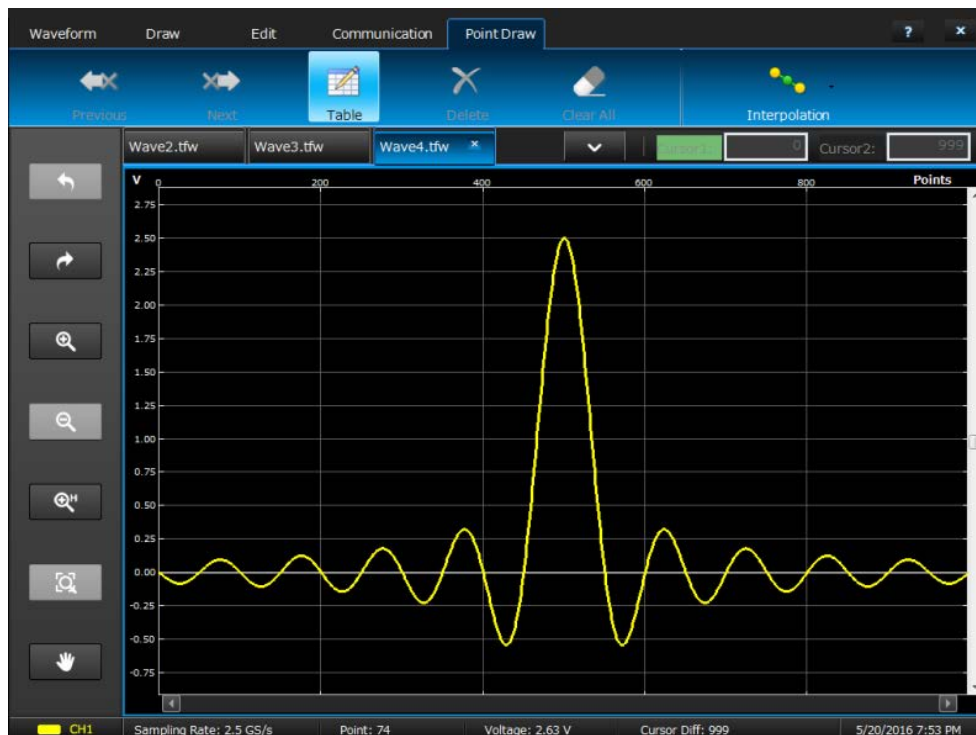 Waveform Draw Edit Communication Point Draw ? ×
Previous Next Table Delete Clear All Interpolation
Wave2.tfw Wave3.tfw Wave4.tfw × Cursor1: 0 Cursor2: 999
V 0 200 400 600 800 Points
2.75
2.50
2.25
2.00
1.75
1.50
1.25
1.00
0.75
0.50
0.25
0.00
-0.25
-0.50
-0.75
H
CH1 Sampling Rate: 2.5 GS/s Point: 74 Voltage: 2.63 V Cursor Diff: 999 5/20/2016 7:53 PM